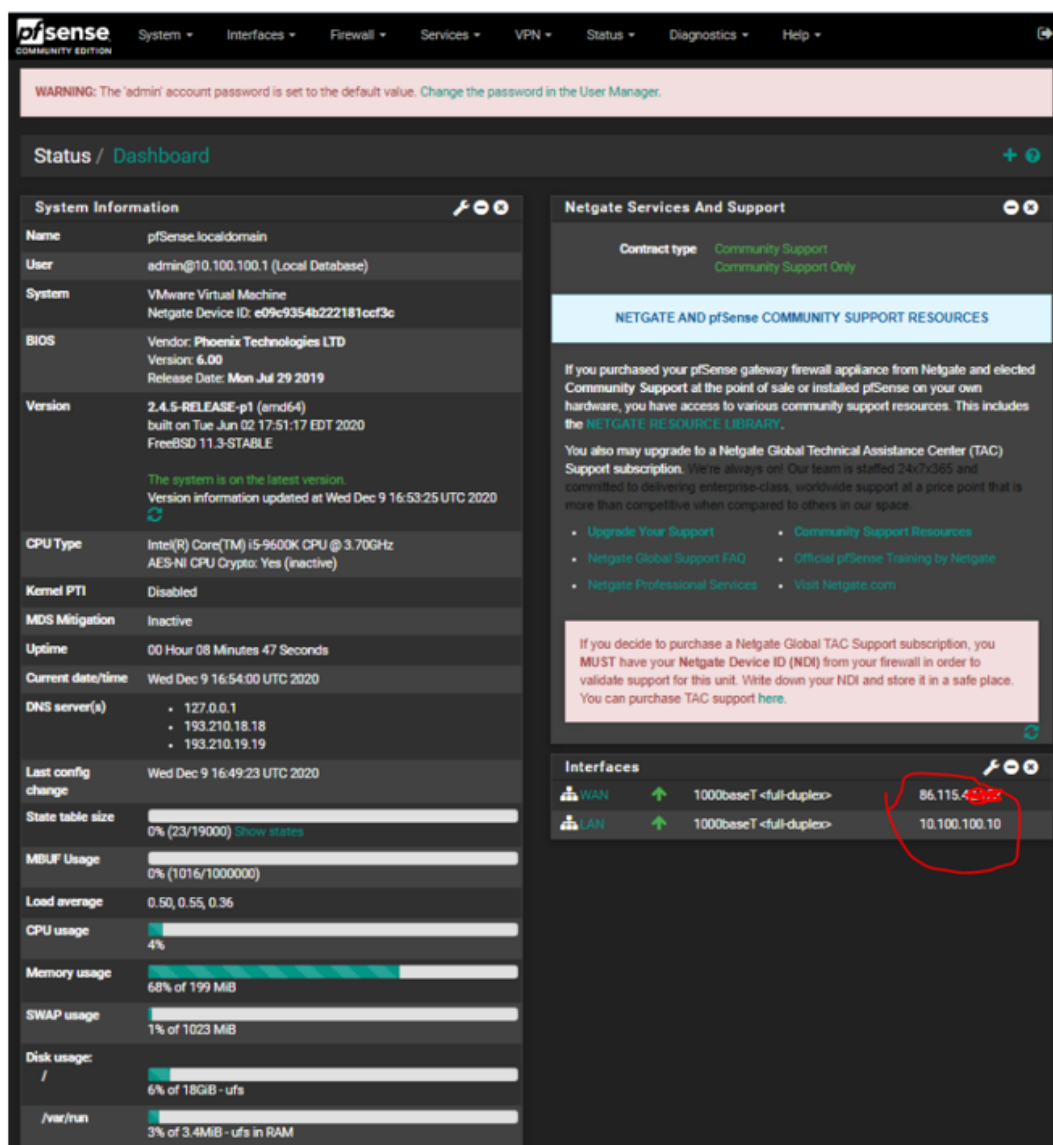 pfsense
COMMUNITY EDITION
System
Interfaces
Firewall
Services
VPN
Status
Diagnostics
Help
WARNING: The 'admin' account password is set to the default value. Change the password in the User Manager.
Status / Dashboard
System Information
Name pfSense.localdomain
User admin@10.100.100.1 (Local Database)
System VMware Virtual Machine
Netgate Device ID: e09c9354b222181ccf3c
BIOS Vendor: Phoenix Technologies LTD
Version: 6.00
Release Date: Mon Jul 29 2019
Version 2.4.5-RELEASE-p1 (amd64)
built on Tue Jun 02 17:51:17 EDT 2020
FreeBSD 11.3-STABLE
The system is on the latest version.
Version information updated at Wed Dec 9 16:53:25 UTC 2020
CPU Type Intel(R) Core(TM) i5-9600K CPU @ 3.70GHz
AES-NI CPU Crypto: Yes (inactive)
Kernel PTI Disabled
MDS Mitigation Inactive
Uptime 00 Hour 08 Minutes 47 Seconds
Current date/time Wed Dec 9 16:54:00 UTC 2020
DNS server(s) 127.0.0.1
193.210.18.18
193.210.19.19
Last config change Wed Dec 9 16:49:23 UTC 2020
State table size
0% (23/19000) Show states
MBUF Usage
0% (1016/1000000)
Load average 0.50, 0.55, 0.36
CPU usage
4%
Memory usage
68% of 199 MiB
SWAP usage
1% of 1023 MiB
Disk usage:
/
6% of 18GiB - ufs
/var/run
3% of 3.4MiB - ufs in RAM
Netgate Services And Support
Contract type Community Support
Community Support Only
NETGATE AND pfSense COMMUNITY SUPPORT RESOURCES
If you purchased your pfSense gateway firewall appliance from Netgate and elected
Community Support at the point of sale or installed pfSense on your own
hardware, you have access to various community support resources. This includes
the NETGATE RESOURCE LIBRARY.
You also may upgrade to a Netgate Global Technical Assistance Center (TAC)
Support subscription. We're always on! Our team is staffed 24x7x365 and
committed to delivering enterprise-class, worldwide support at a price point that is
more than competitive when compared to others in our space.
Upgrade Your Support
Community Support Resources
Netgate Global Support FAQ
Official pfSense Training by Netgate
Netgate Professional Services
Visit Netgate.com
If you decide to purchase a Netgate Global TAC Support subscription, you
MUST have your Netgate Device ID (NDI) from your firewall in order to
validate support for this unit. Write down your NDI and store it in a safe place.
You can purchase TAC support here.
Interfaces
WAN 1000baseT <full-duplex> 86.115.4
LAN 1000baseT <full-duplex> 10.100.100.10